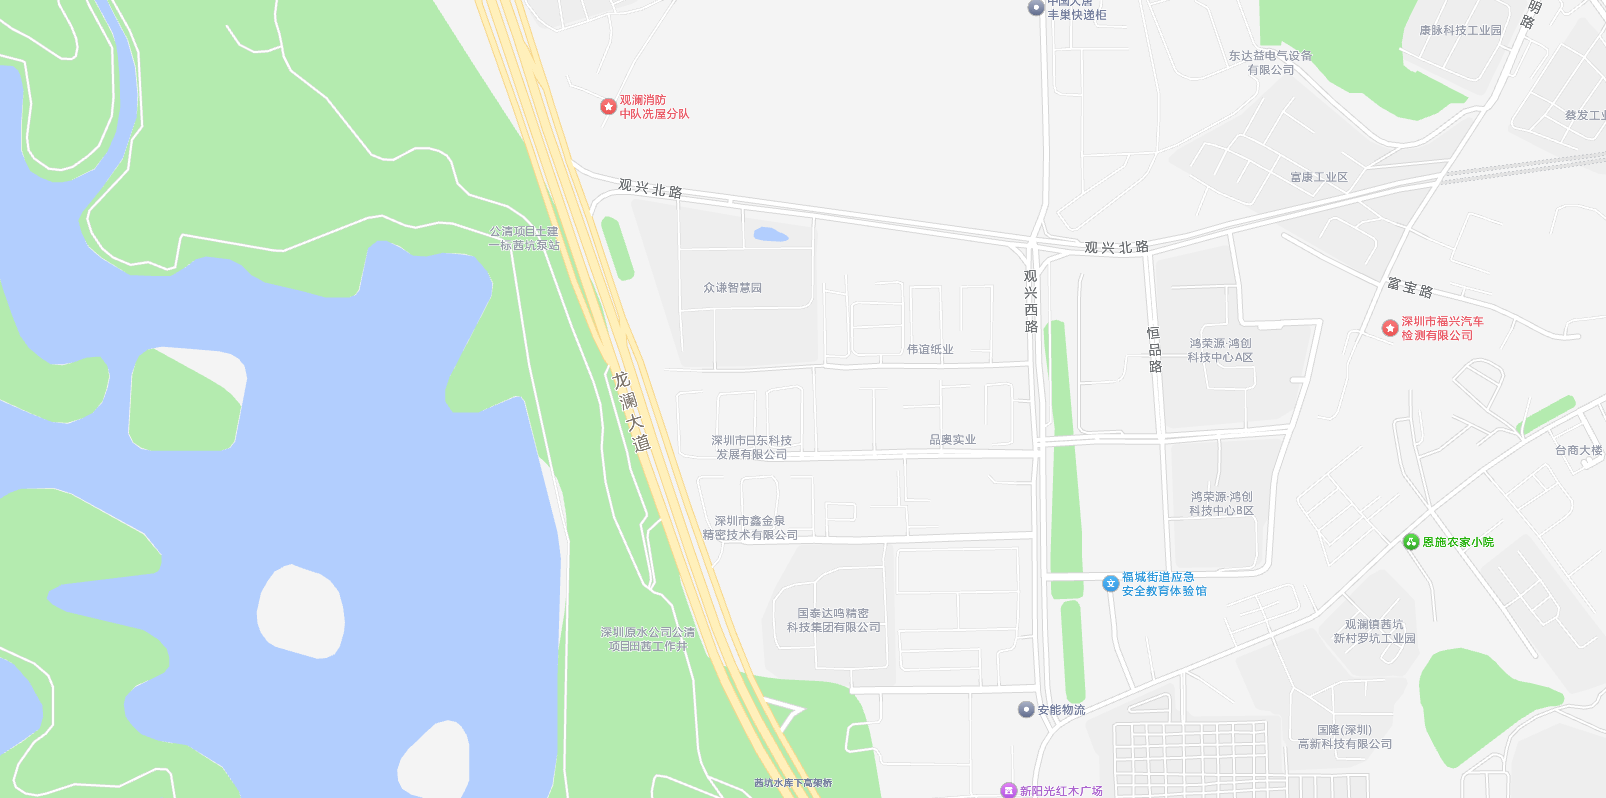 中国大唐
丰巢快递柜
明路
康脉科技工业园
东达益电气设备
有限公司
蔡发工业
观澜消防
中队冼屋分队
富康工业区
观兴北路
公清项目土建
一标茜坑泵站
观兴北路
众谦智慧园
观兴西路
富宝路
深圳市福兴汽车
检测有限公司
恒品路
鸿荣源·鸿创
科技中心A区
伟谊纸业
龙澜大道
深圳市日东科技
发展有限公司
品奥实业
台商大楼
鸿荣源·鸿创
科技中心B区
深圳市鑫金泉
精密技术有限公司
恩施农家小院
福城街道应急
安全教育体验馆
国泰达鸣精密
科技集团有限公司
深圳原水公司公清
项目田茜工作井
观澜镇茜坑
新村罗坑工业园
安能物流
国隆(深圳)
高新科技有限公司
茜坑水库下高架桥
新阳光红木广场